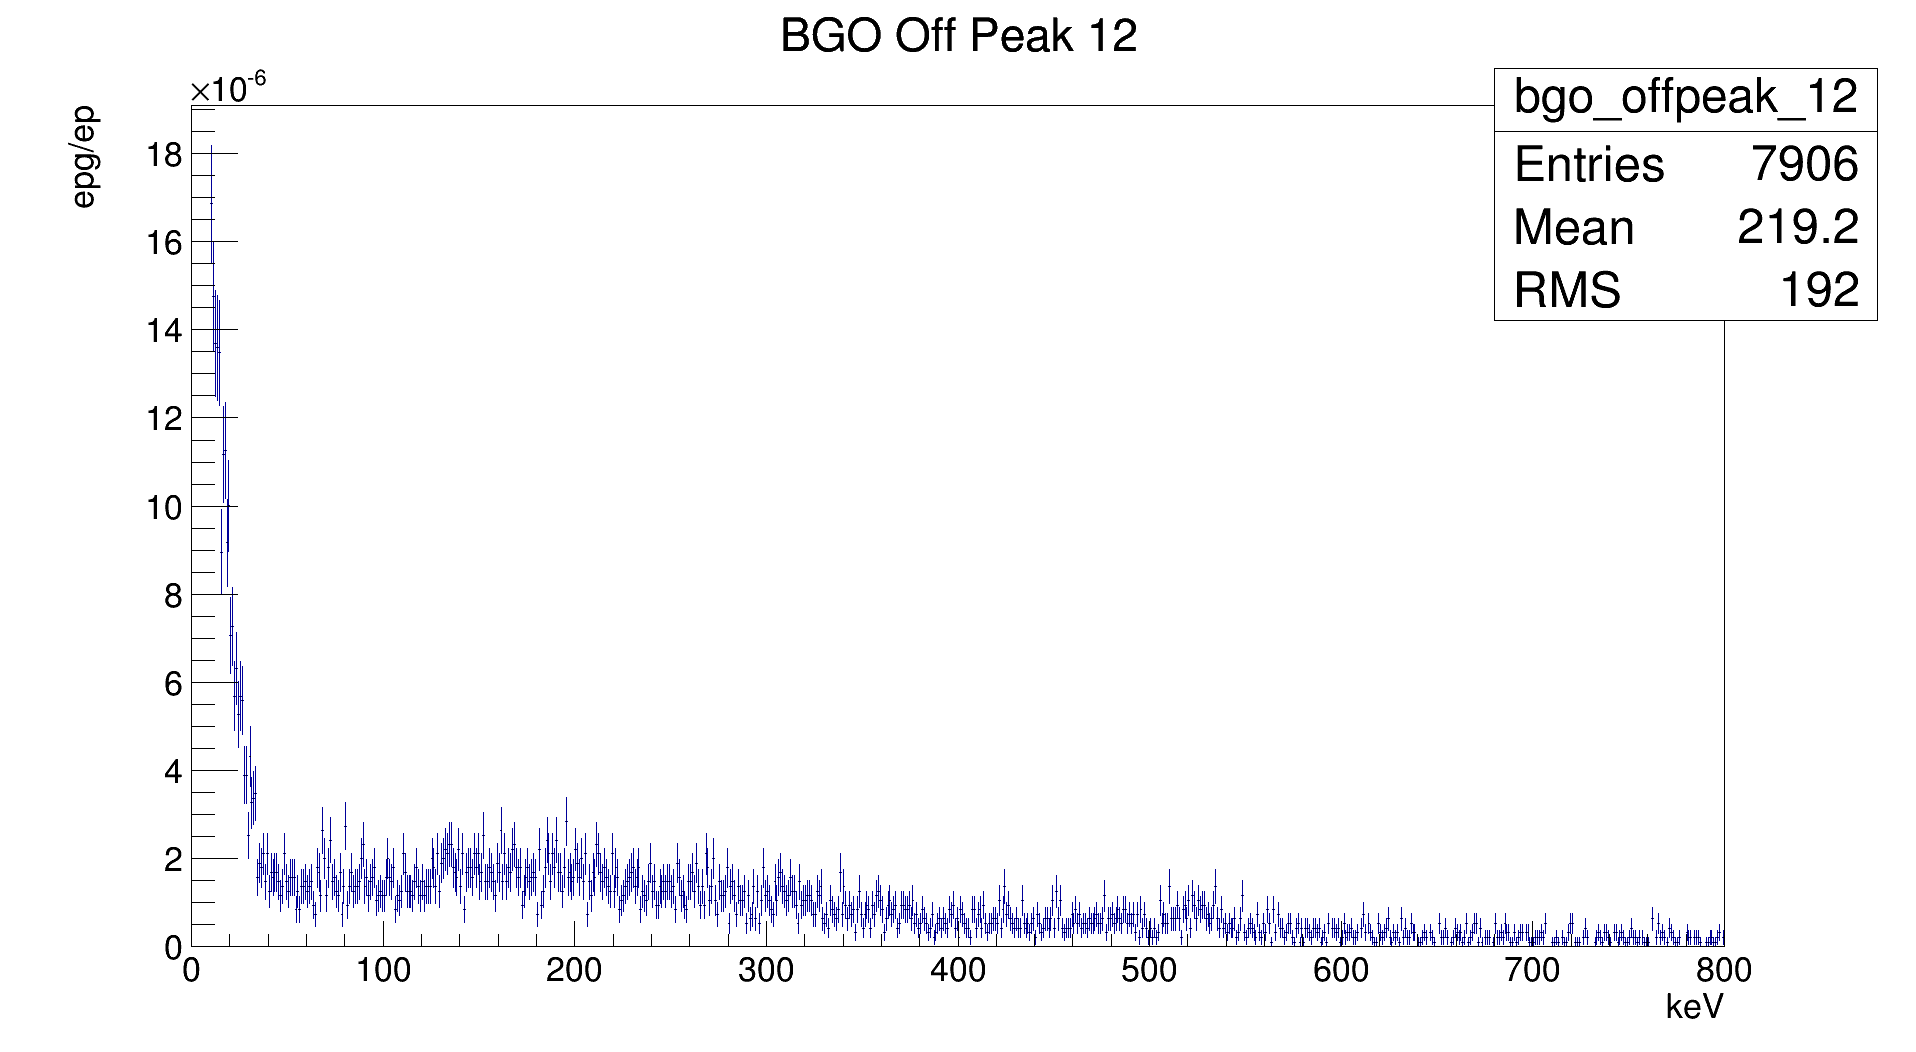 BGO Off Peak 12
×10-6
epg/ep
bgo_offpeak_12
Entries 7906
Mean 219.2
RMS 192
18
16
14
12
10
8
6
4
2
0
0 100 200 300 400 500 600 700 800
keV